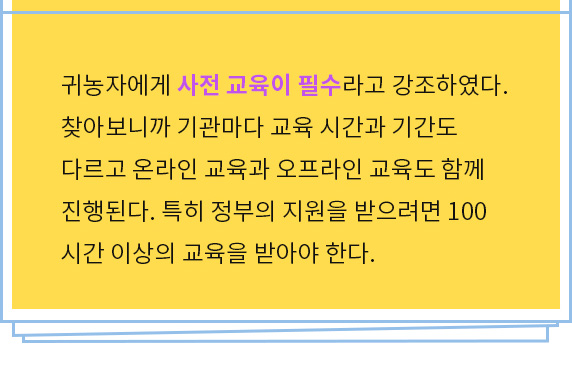 귀농자에게 사전 교육이 필수라고 강조하였다.
찾아보니까 기관마다 교육 시간과 기간도
다르고 온라인 교육과 오프라인 교육도 함께
진행된다. 특히 정부의 지원을 받으려면 100
시간 이상의 교육을 받아야 한다.